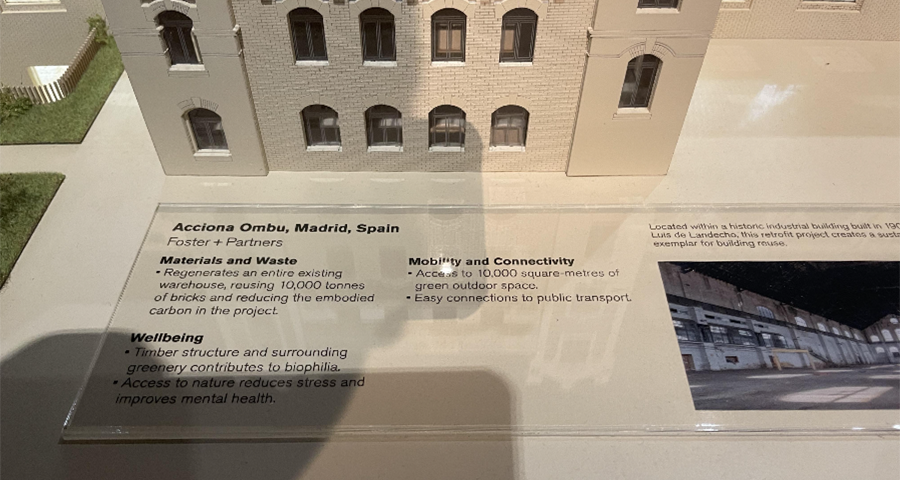 Acciona Ombu, Madrid, Spain
Foster + Partners
Materials and Waste
• Regenerates an entire existing
warehouse, reusing 10,000 tonnes
of bricks and reducing the embodied
carbon in the project.
Wellbeing
• Timber structure and surrounding
greenery contributes to biophilia.
• Access to nature reduces stress and
improves mental health.
Mobility and Connectivity
• Access to 10,000 square-metres of
green outdoor space.
• Easy connections to public transport.
Located within a historic industrial building built in 190
Luis de Landecho, this retrofit project creates a susta
exemplar for building reuse.